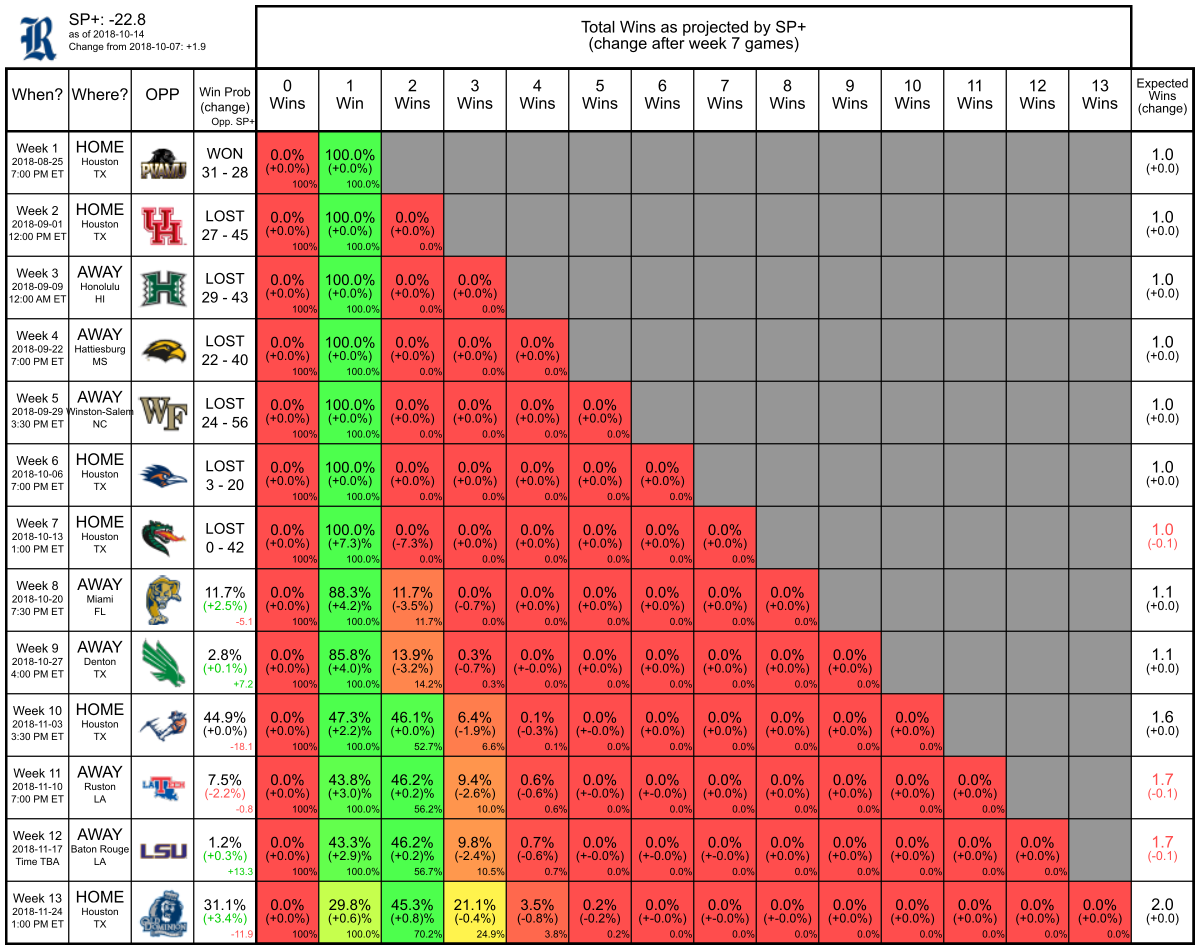 SP+: -22.8
as of 2018-10-14
Change from 2018-10-07: +1.9
Total Wins as projected by SP+
(change after week 7 games)
When? Where? OPP Win Prob (change) Opp. SP+ 0 Wins 1 Win 2 Wins 3 Wins 4 Wins 5 Wins 6 Wins 7 Wins 8 Wins 9 Wins 10 Wins 11 Wins 12 Wins 13 Wins Expected Wins (change)
Week 1 HOME WON 0.0% 100.0% 1.0
2018-08-25 Houston PVAMU 31 - 28 (+0.0%) (+0.0%) (+0.0)
7:00 PM ET TX 100% 100.0%
Week 2 HOME LOST 0.0% 100.0% 0.0% 1.0
2018-09-01 Houston UH 27 - 45 (+0.0%) (+0.0%) (+0.0%) (+0.0)
12:00 PM ET TX 100% 100.0% 0.0%
Week 3 AWAY LOST 0.0% 100.0% 0.0% 0.0% 1.0
2018-09-09 Honolulu H 29 - 43 (+0.0%) (+0.0%) (+0.0%) (+0.0%) (+0.0)
12:00 AM ET HI 100% 100.0% 0.0% 0.0%
Week 4 AWAY LOST 0.0% 100.0% 0.0% 0.0% 0.0% 1.0
2018-09-22 Hattiesburg 22 - 40 (+0.0%) (+0.0%) (+0.0%) (+0.0%) (+0.0%) (+0.0)
7:00 PM ET MS 100% 100.0% 0.0% 0.0% 0.0%
Week 5 AWAY LOST 0.0% 100.0% 0.0% 0.0% 0.0% 0.0% 1.0
2018-09-29 Winston-Salem WF 24 - 56 (+0.0%) (+0.0%) (+0.0%) (+0.0%) (+0.0%) (+0.0%) (+0.0)
3:30 PM ET NC 100% 100.0% 0.0% 0.0% 0.0% 0.0%
Week 6 HOME LOST 0.0% 100.0% 0.0% 0.0% 0.0% 0.0% 0.0% 1.0
2018-10-06 Houston 3 - 20 (+0.0%) (+0.0%) (+0.0%) (+0.0%) (+0.0%) (+0.0%) (+0.0%) (+0.0)
7:00 PM ET TX 100% 100.0% 0.0% 0.0% 0.0% 0.0% 0.0%
Week 7 HOME LOST 0.0% 100.0% 0.0% 0.0% 0.0% 0.0% 0.0% 0.0% 1.0
2018-10-13 Houston 0 - 42 (+0.0%) (+7.3)% (-7.3%) (+0.0%) (+0.0%) (+0.0%) (+0.0%) (+0.0%) (-0.1)
1:00 PM ET TX 100% 100.0% 0.0% 0.0% 0.0% 0.0% 0.0% 0.0%
Week 8 AWAY 11.7% 0.0% 88.3% 11.7% 0.0% 0.0% 0.0% 0.0% 0.0% 0.0% 1.1
2018-10-20 Miami (+2.5%) (+0.0%) (+4.2)% (-3.5%) (-0.7%) (+0.0%) (+0.0%) (+0.0%) (+0.0%) (+0.0%) (+0.0)
7:30 PM ET FL -5.1 100% 100.0% 11.7% 0.0% 0.0% 0.0% 0.0% 0.0% 0.0%
Week 9 AWAY 2.8% 0.0% 85.8% 13.9% 0.3% 0.0% 0.0% 0.0% 0.0% 0.0% 0.0% 1.1
2018-10-27 Denton (+0.1%) (+0.0%) (+4.0)% (-3.2%) (-0.7%) (+-0.0%) (+0.0%) (+0.0%) (+0.0%) (+0.0%) (+0.0%) (+0.0)
4:00 PM ET TX +7.2 100% 100.0% 14.2% 0.3% 0.0% 0.0% 0.0% 0.0% 0.0% 0.0%
Week 10 HOME 44.9% 0.0% 47.3% 46.1% 6.4% 0.1% 0.0% 0.0% 0.0% 0.0% 0.0% 0.0% 1.6
2018-11-03 Houston (+0.0%) (+0.0%) (+2.2)% (+0.0%) (-1.9%) (-0.3%) (+-0.0%) (+0.0%) (+0.0%) (+0.0%) (+0.0%) (+0.0%) (+0.0)
3:30 PM ET TX -18.1 100% 100.0% 52.7% 6.6% 0.1% 0.0% 0.0% 0.0% 0.0% 0.0% 0.0%
Week 11 AWAY 7.5% 0.0% 43.8% 46.2% 9.4% 0.6% 0.0% 0.0% 0.0% 0.0% 0.0% 0.0% 0.0% 1.7
2018-11-10 Ruston LA TECH (-2.2%) (+0.0%) (+3.0)% (+0.2)% (-2.6%) (-0.6%) (+-0.0%) (+-0.0%) (+0.0%) (+0.0%) (+0.0%) (+0.0%) (+0.0%) (-0.1)
7:00 PM ET LA -0.8 100% 100.0% 56.2% 10.0% 0.6% 0.0% 0.0% 0.0% 0.0% 0.0% 0.0% 0.0%
Week 12 AWAY 1.2% 0.0% 43.3% 46.2% 9.8% 0.7% 0.0% 0.0% 0.0% 0.0% 0.0% 0.0% 0.0% 0.0% 1.7
2018-11-17 Baton Rouge LSU (+0.3%) (+0.0%) (+2.9)% (+0.2)% (-2.4%) (-0.6%) (+-0.0%) (+-0.0%) (+-0.0%) (+0.0%) (+0.0%) (+0.0%) (+0.0%) (+0.0%) (-0.1)
Time TBA LA +13.3 100% 100.0% 56.7% 10.5% 0.7% 0.0% 0.0% 0.0% 0.0% 0.0% 0.0% 0.0% 0.0%
Week 13 HOME 31.1% 0.0% 29.8% 45.3% 21.1% 3.5% 0.2% 0.0% 0.0% 0.0% 0.0% 0.0% 0.0% 0.0% 0.0% 2.0
2018-11-24 Houston OLD DOMINION (+3.4%) (+0.0%) (+0.6)% (+0.8)% (-0.4%) (-0.8%) (-0.2%) (+-0.0%) (+-0.0%) (+-0.0%) (+0.0%) (+0.0%) (+0.0%) (+0.0%) (+0.0%) (+0.0)
1:00 PM ET TX -11.9 100% 100.0% 70.2% 24.9% 3.8% 0.2% 0.0% 0.0% 0.0% 0.0% 0.0% 0.0% 0.0% 0.0%